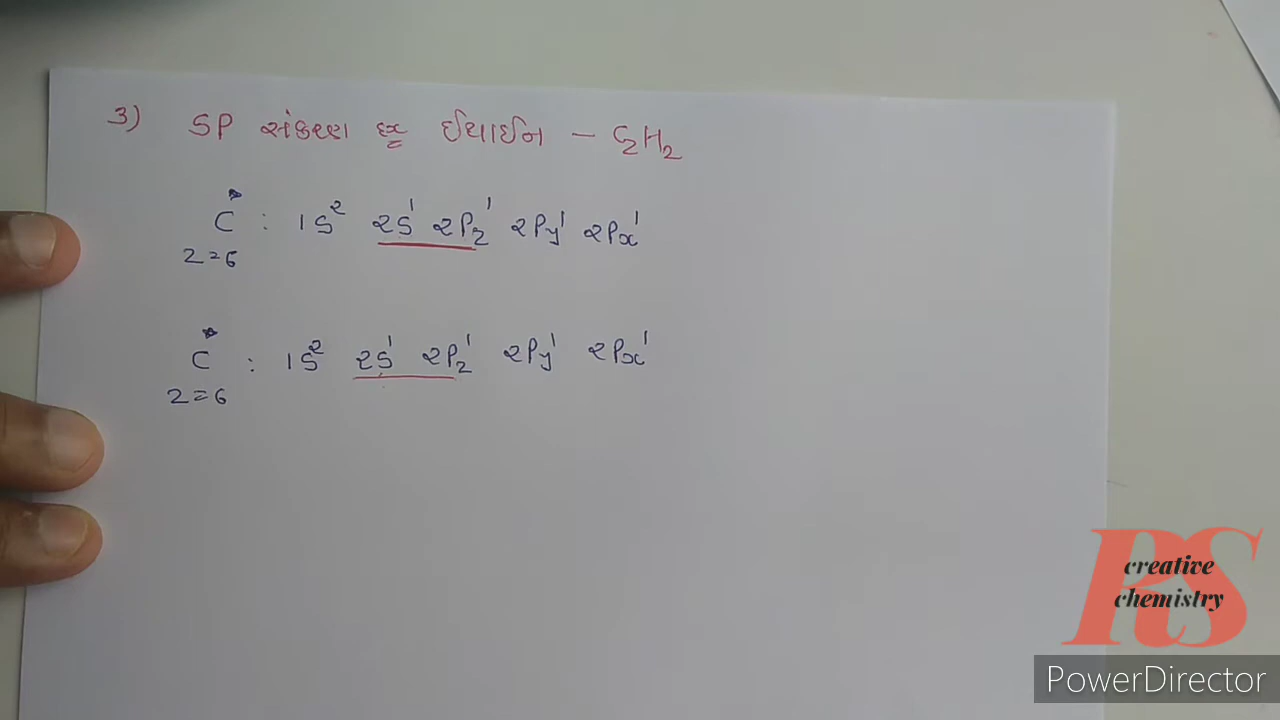 3) SP સંકરણ દા.ત ઈથાઈન - C2H2
C* : 1S² 2S¹ 2Pz¹ 2Py¹ 2Px¹
Z=6
C* : 1S² 2S¹ 2Pz¹ 2Py¹ 2Px¹
Z=6
RS
creative
chemistry
PowerDirector